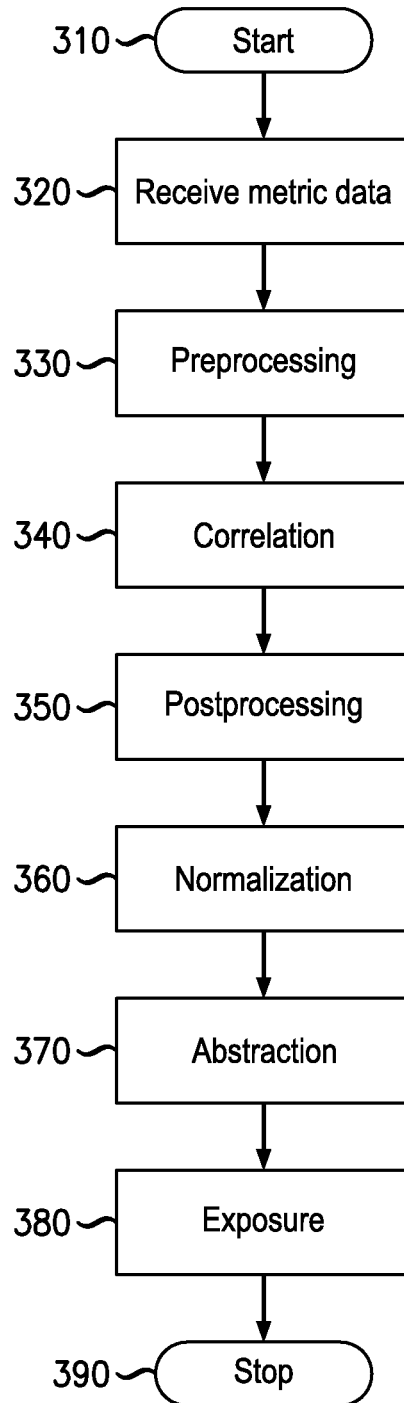 310 Start
320 Receive metric data
330 Preprocessing
340 Correlation
350 Postprocessing
360 Normalization
370 Abstraction
380 Exposure
390 Stop